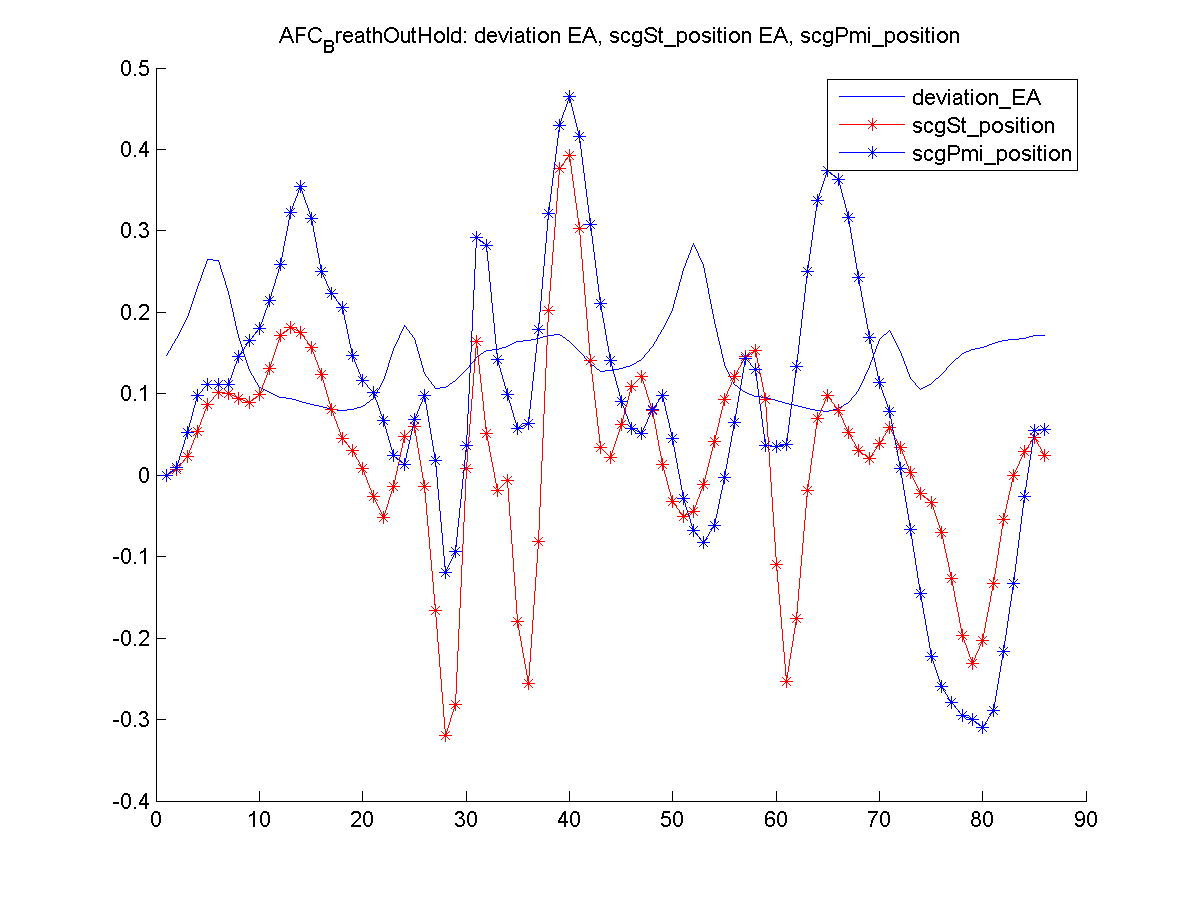 AFC_BreathOutHold: deviation EA, scgSt_position EA, scgPmi_position
deviation_EA
scgSt_position
scgPmi_position
0.5
0.4
0.3
0.2
0.1
0
-0.1
-0.2
-0.3
-0.4
0 10 20 30 40 50 60 70 80 90